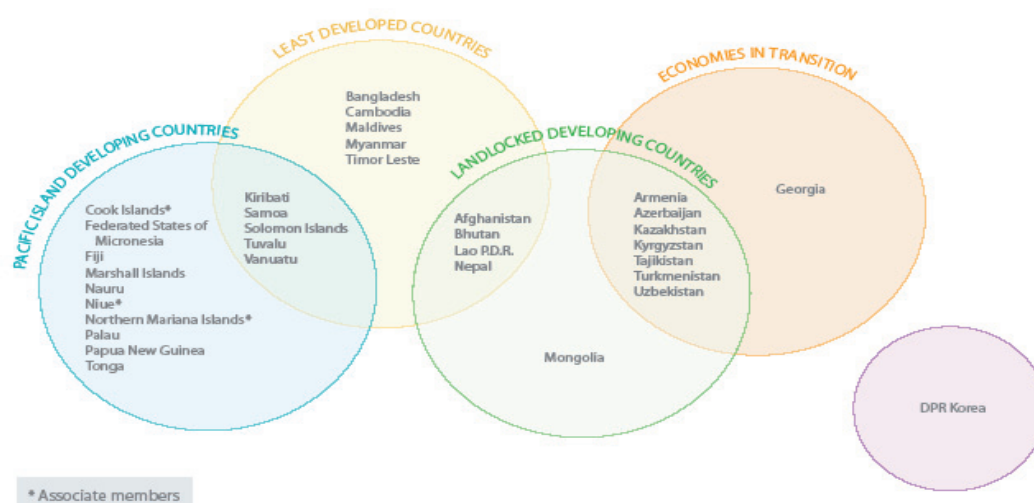 LEAST DEVELOPED COUNTRIES
ECONOMIES IN TRANSITION
PACIFIC ISLAND DEVELOPING COUNTRIES
LANDLOCKED DEVELOPING COUNTRIES
Bangladesh
Cambodia
Maldives
Myanmar
Timor Leste
Cook Islands*
Federated States of
Micronesia
Fiji
Marshall Islands
Nauru
Niue*
Northern Mariana Islands*
Palau
Papua New Guinea
Tonga
Kiribati
Samoa
Solomon Islands
Tuvalu
Vanuatu
Afghanistan
Bhutan
Lao P.D.R.
Nepal
Armenia
Azerbaijan
Kazakhstan
Kyrgyzstan
Tajikistan
Turkmenistan
Uzbekistan
Georgia
Mongolia
DPR Korea
* Associate members